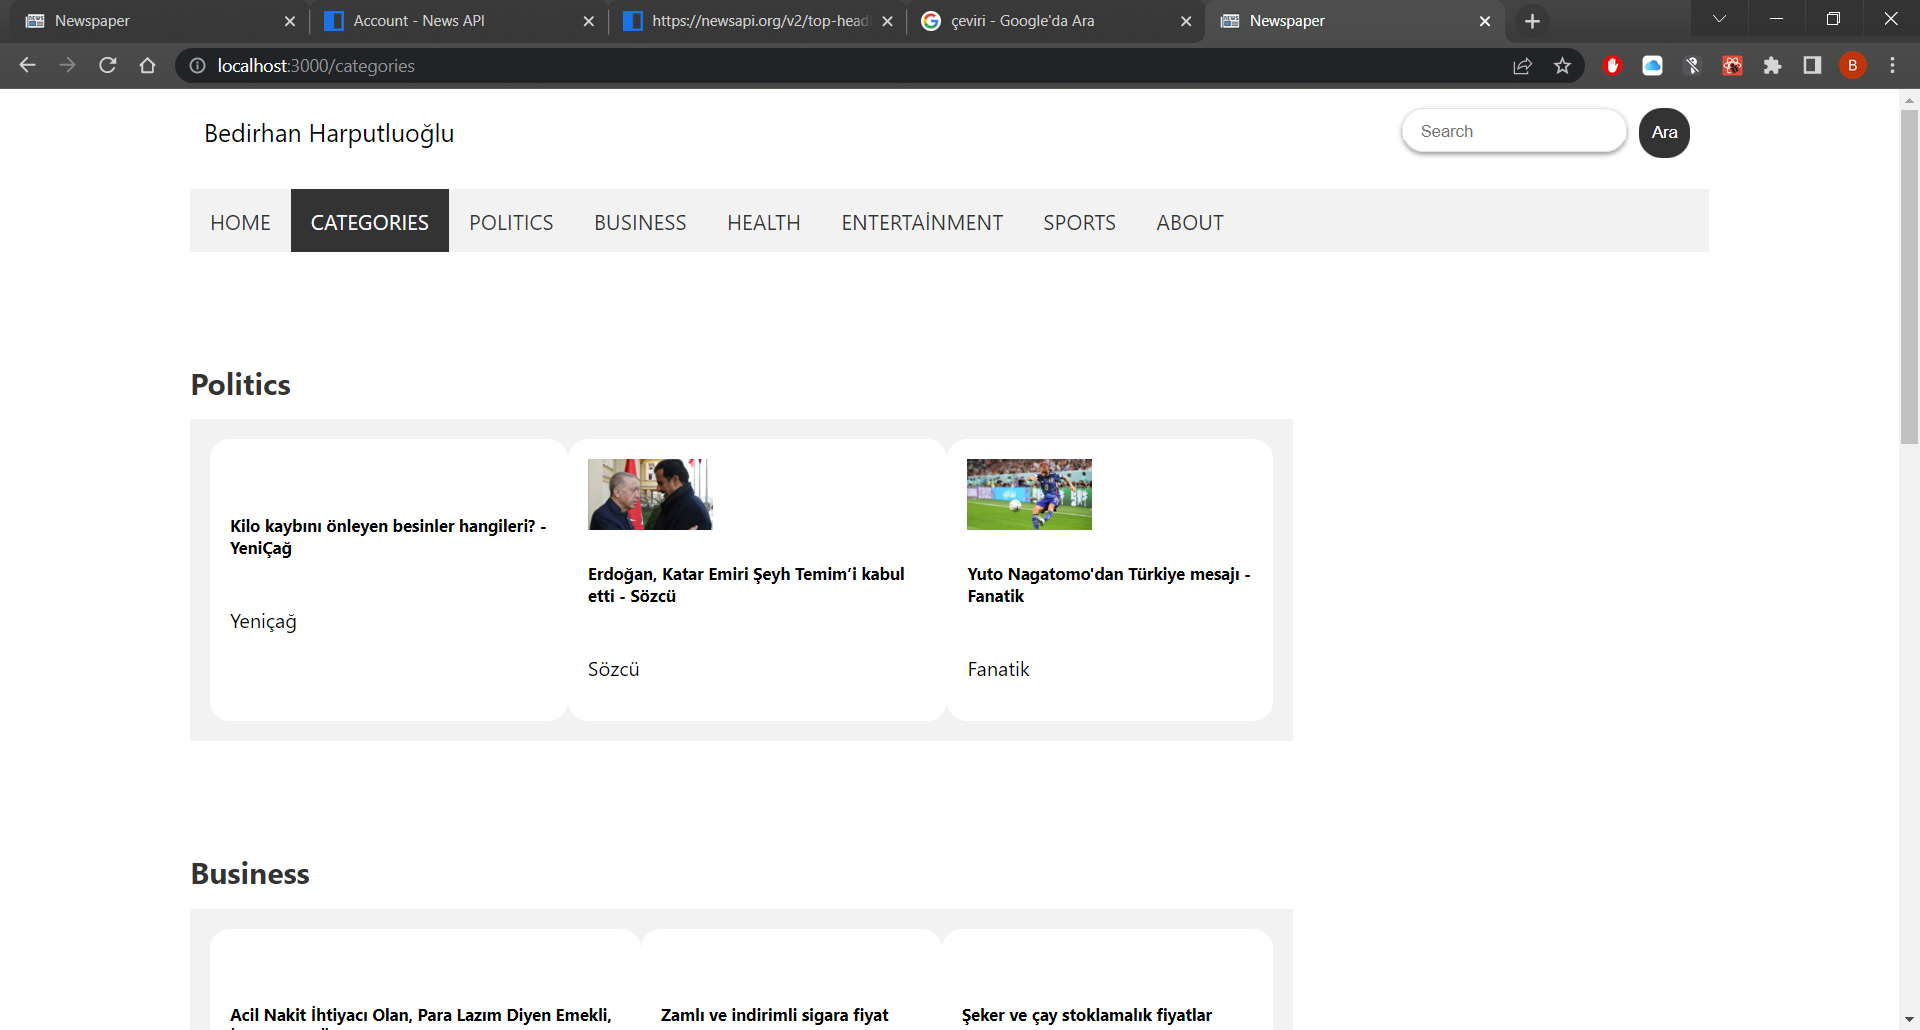 Newspaper
Account - News API
https://newsapi.org/v2/top-head
çeviri - Google'da Ara
Newspaper
localhost:3000/categories
B
Bedirhan Harputluoğlu
Search
Ara
HOME
CATEGORIES
POLITICS
BUSINESS
HEALTH
ENTERTAİNMENT
SPORTS
ABOUT
Politics
Kilo kaybını önleyen besinler hangileri? -
YeniÇağ
Yeniçağ
Erdoğan, Katar Emiri Şeyh Temim’i kabul
etti - Sözcü
Sözcü
Yuto Nagatomo'dan Türkiye mesajı -
Fanatik
Fanatik
Business
Acil Nakit İhtiyacı Olan, Para Lazım Diyen Emekli,
Zamlı ve indirimli sigara fiyat
Şeker ve çay stoklamalık fiyatlar